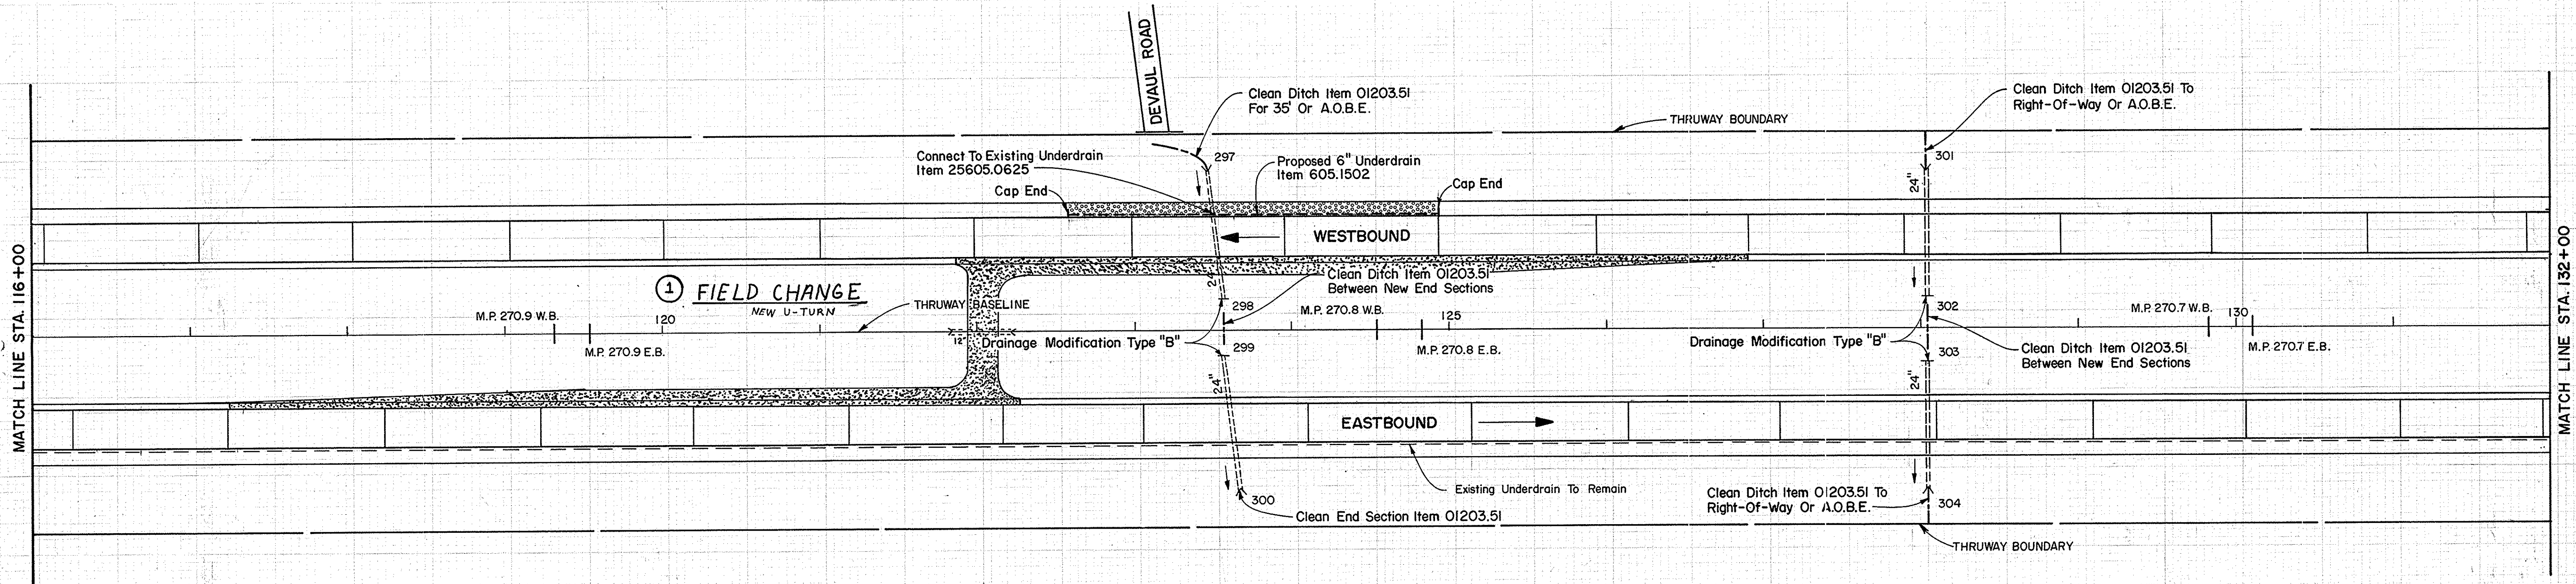 DEVAUL ROAD
Clean Ditch Item 01203.51
For 35' Or A.O.B.E.
Clean Ditch Item 01203.51 To
Right-Of-Way Or A.O.B.E.
THRUWAY BOUNDARY
Connect To Existing Underdrain
Item 25605.0625
297
Proposed 6" Underdrain
Item 605.1502
301
Cap End
Cap End
24"
WESTBOUND
MATCH LINE STA. 116+00
MATCH LINE STA. 132+00
1 FIELD CHANGE
NEW U-TURN
THRUWAY BASELINE
Clean Ditch Item 01203.51
Between New End Sections
298
302
M.P. 270.9 W.B.
120
M.P. 270.8 W.B.
125
M.P. 270.7 W.B.
130
12"
Drainage Modification Type "B"
299
Drainage Modification Type "B"
303
M.P. 270.9 E.B.
M.P. 270.8 E.B.
Clean Ditch Item 01203.51
Between New End Sections
M.P. 270.7 E.B.
24"
24"
EASTBOUND
Existing Underdrain To Remain
300
Clean End Section Item 01203.51
Clean Ditch Item 01203.51 To
Right-Of-Way Or A.O.B.E.
304
THRUWAY BOUNDARY